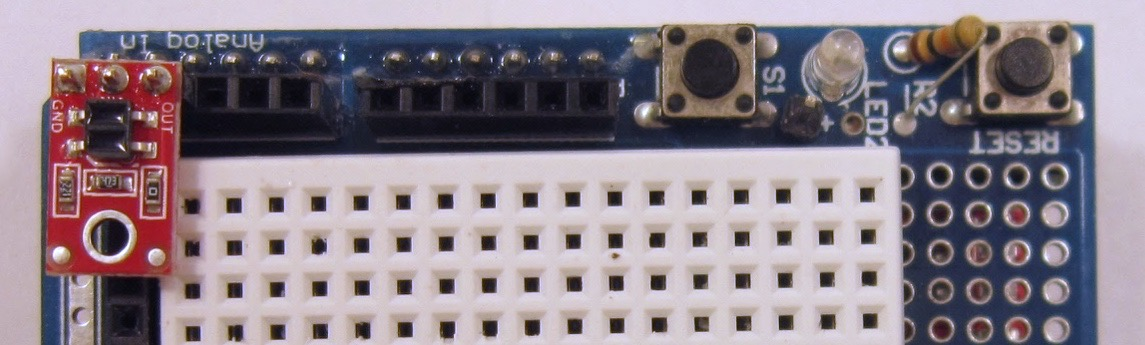 Analog in
GND
OUT
S1
+
LED2
R2
RESET